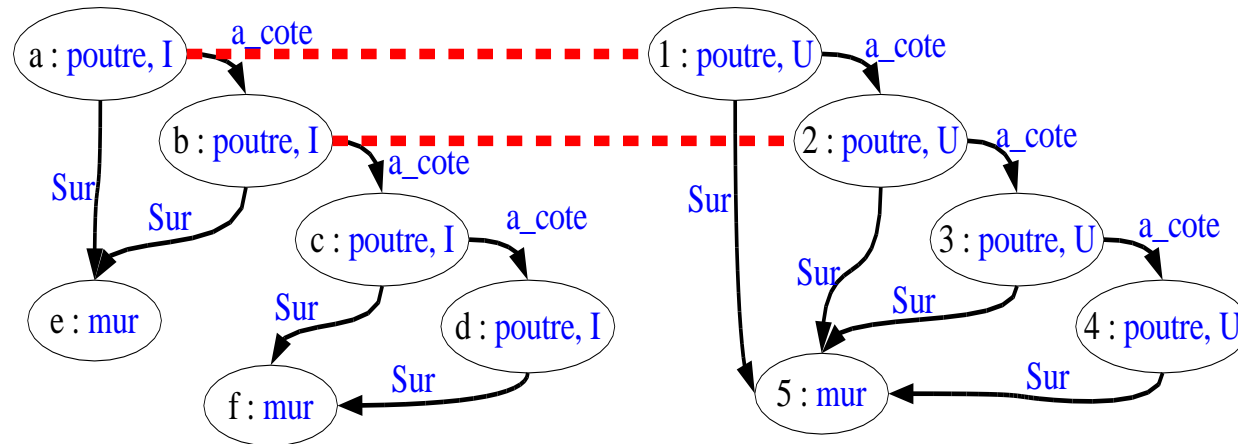 a : poutre, I
a_cote
b : poutre, I
a_cote
Sur
Sur
c : poutre, I
a_cote
e : mur
Sur
d : poutre, I
Sur
f : mur
1 : poutre, U
a_cote
2 : poutre, U
a_cote
Sur
3 : poutre, U
a_cote
Sur
Sur
4 : poutre, U
5 : mur
Sur